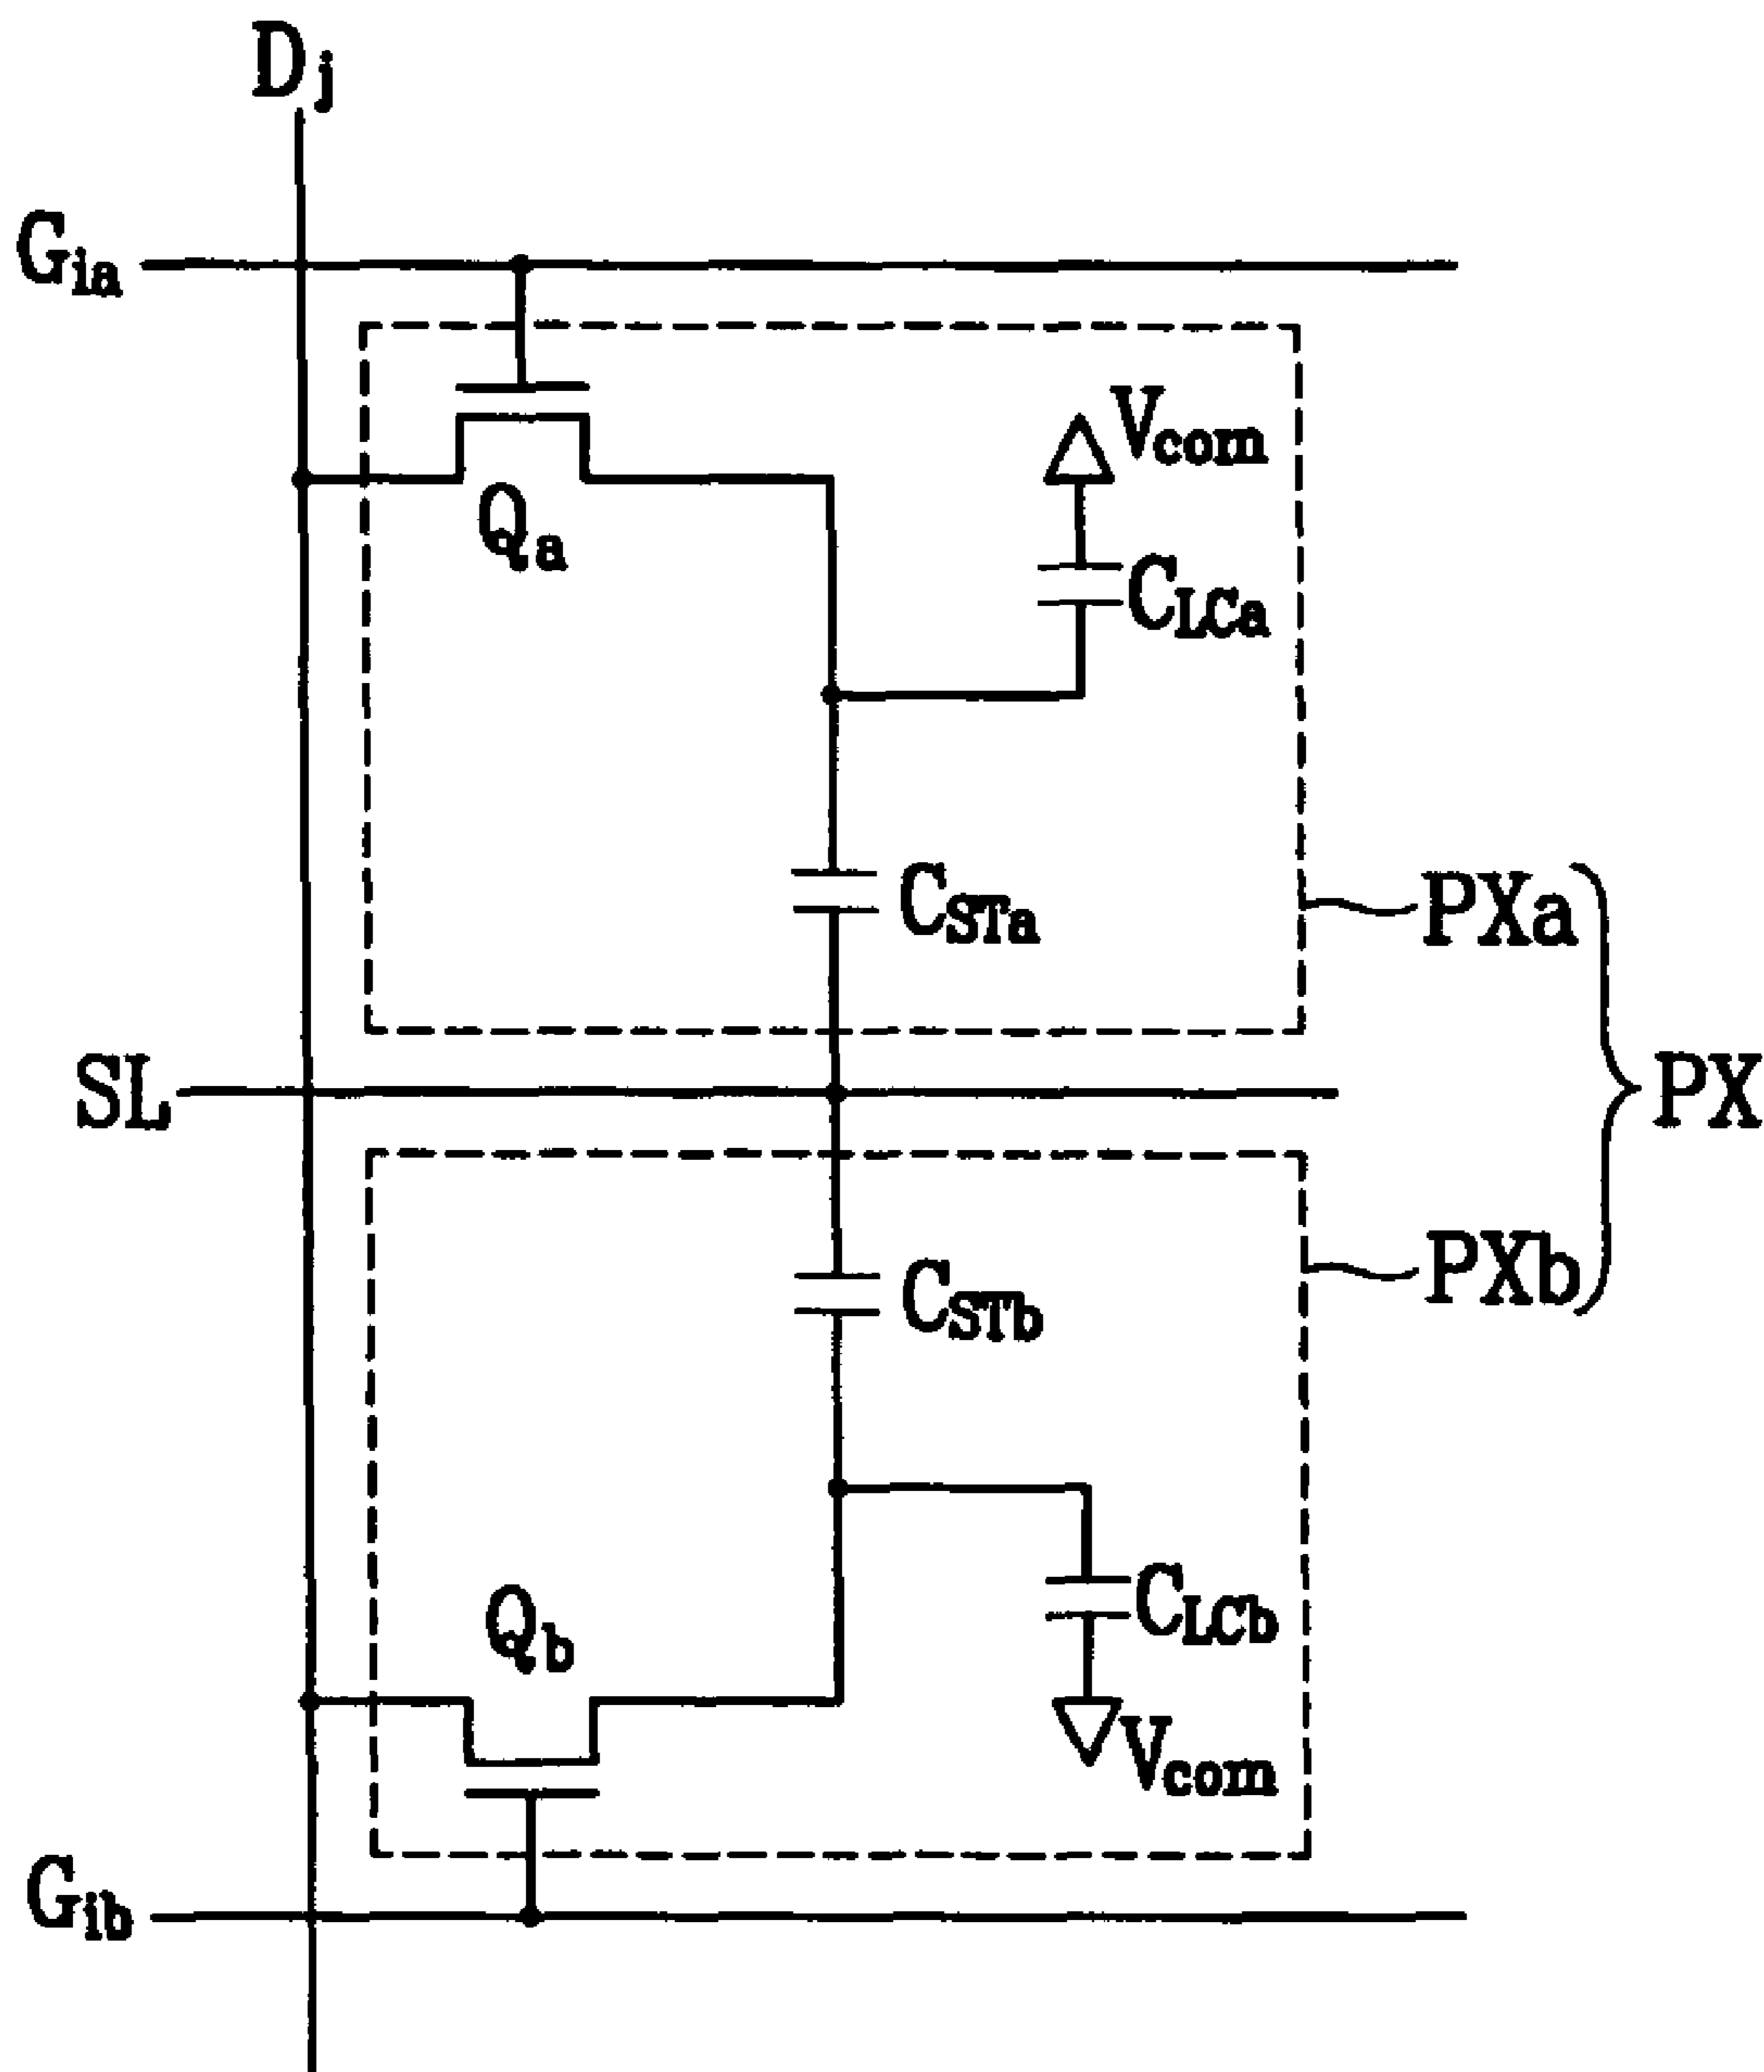 Dj
Gia
Vcom
Qa
CLCa
CSTa
PXa
SL
PX
PXb
CSTb
Qb
CLCb
Vcom
Gib